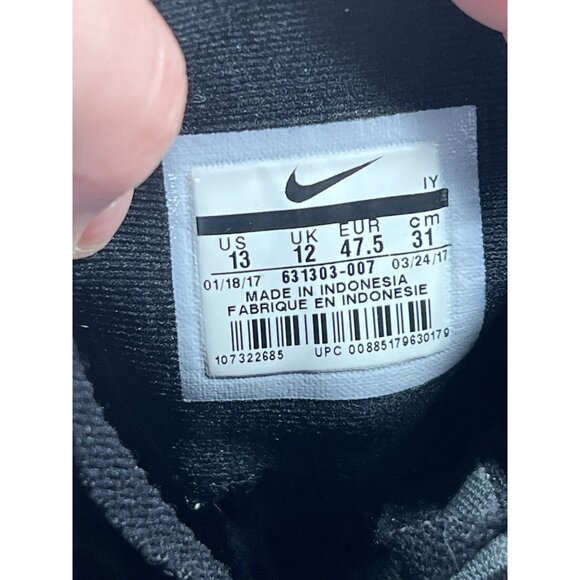 IY
US UK EUR cm
13 12 47.5 31
01/18/17 631303-007 03/24/17
MADE IN INDONESIA
FABRIQUE EN INDONESIE
107322685 UPC 00885179630179